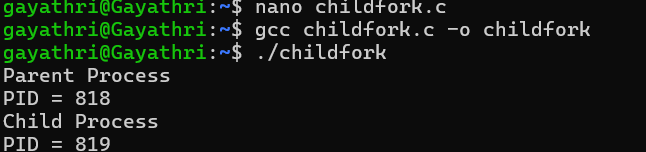 gayathri@Gayathri:~$ nano childfork.c
gayathri@Gayathri:~$ gcc childfork.c -o childfork
gayathri@Gayathri:~$ ./childfork
Parent Process
PID = 818
Child Process
PID = 819